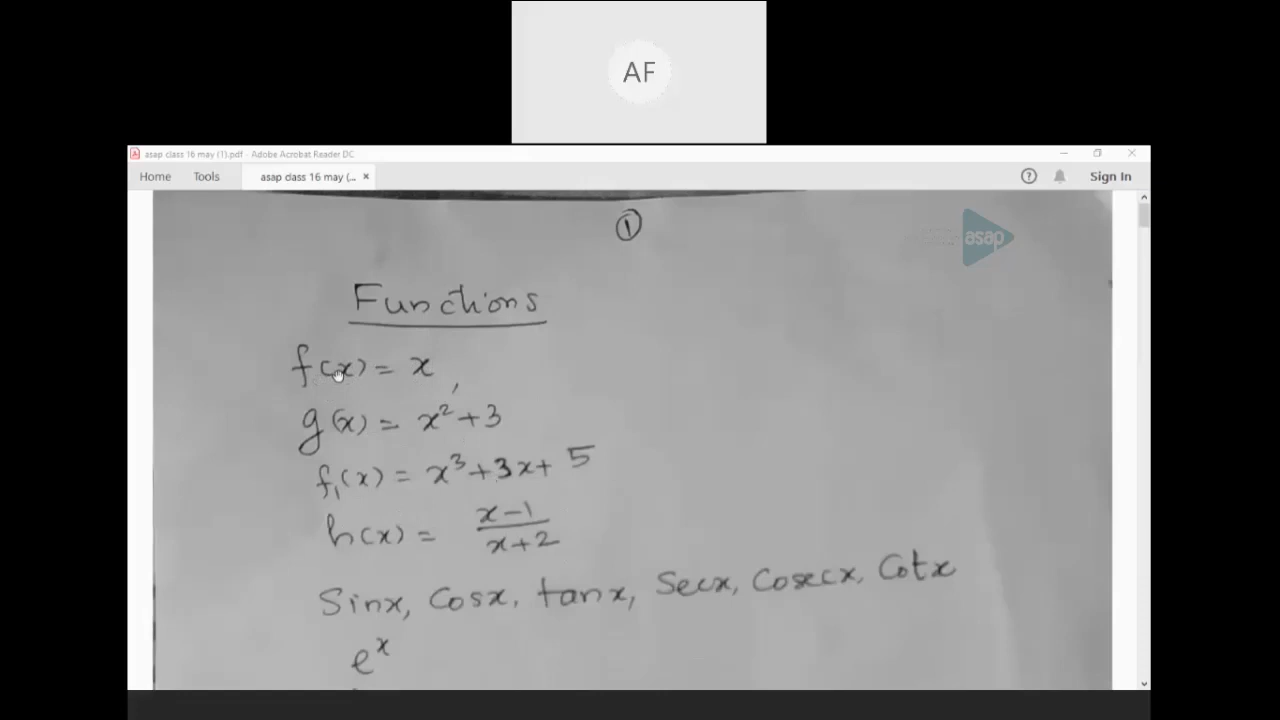 AF
asap class 16 may (1).pdf - Adobe Acrobat Reader DC
Home Tools asap class 16 may (... × Sign In
①
asap
Functions
f(x) = x,
g(x) = x²+3
f₁(x) = x³+3x+ 5
h(x) = x-1/x+2
Sinx, Cosx, tanx, Secx, Cosecx, Cotx
eˣ